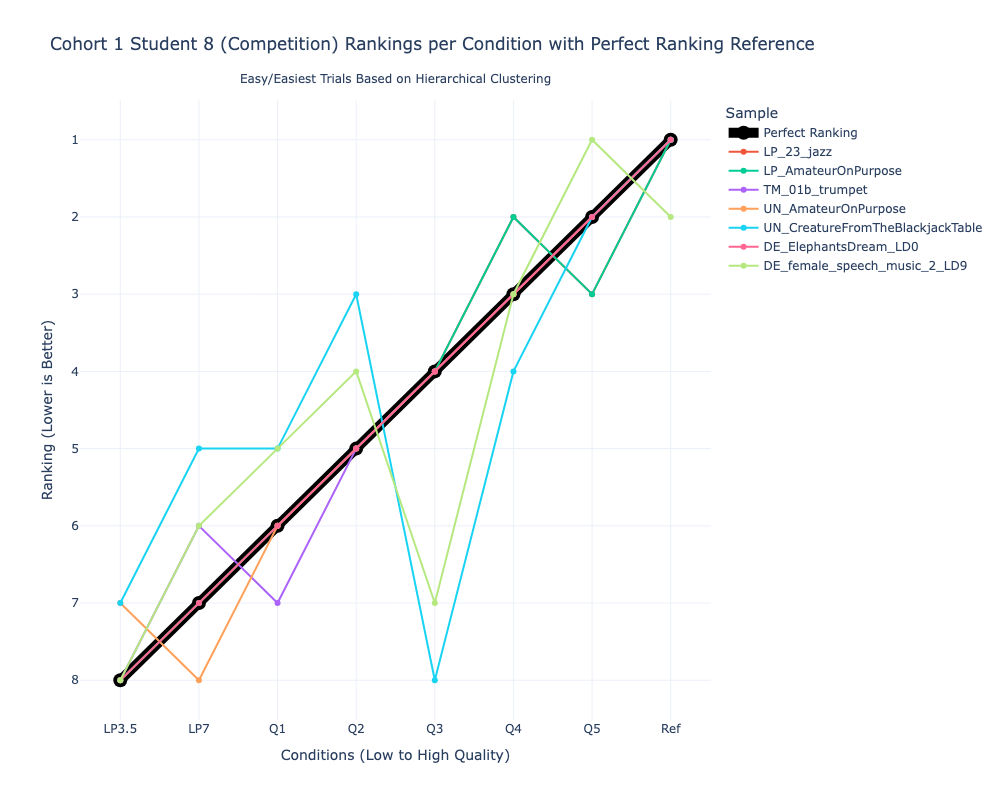 Cohort 1 Student 8 (Competition) Rankings per Condition with Perfect Ranking Reference
Easy/Easiest Trials Based on Hierarchical Clustering
Sample
Perfect Ranking
LP_23_jazz
LP_AmateurOnPurpose
TM_01b_trumpet
UN_AmateurOnPurpose
UN_CreatureFromTheBlackjackTable
DE_ElephantsDream_LD0
DE_female_speech_music_2_LD9
Ranking (Lower is Better)
1
2
3
4
5
6
7
8
LP3.5 LP7 Q1 Q2 Q3 Q4 Q5 Ref
Conditions (Low to High Quality)